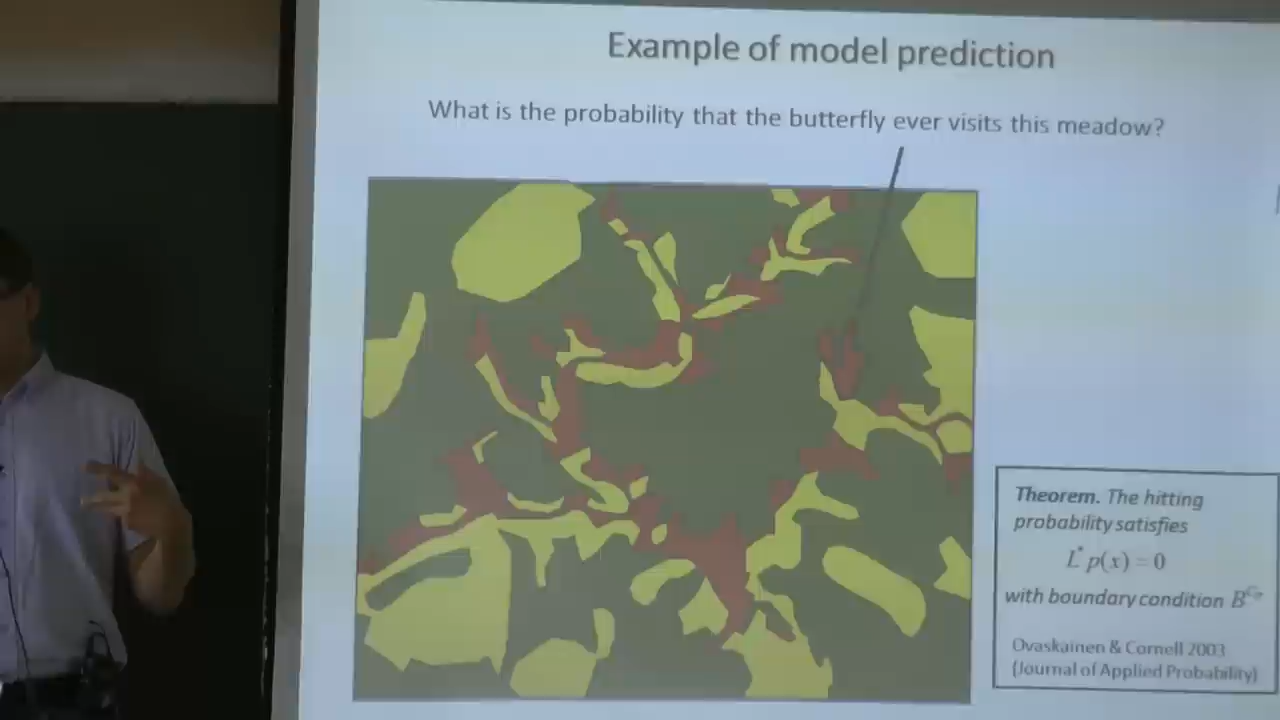 Example of model prediction
What is the probability that the butterfly ever visits this meadow?
Theorem. The hitting
probability satisfies
L* p(x) = 0
with boundary condition
Ovaskainen & Cornell 2003
(Journal of Applied Probability)